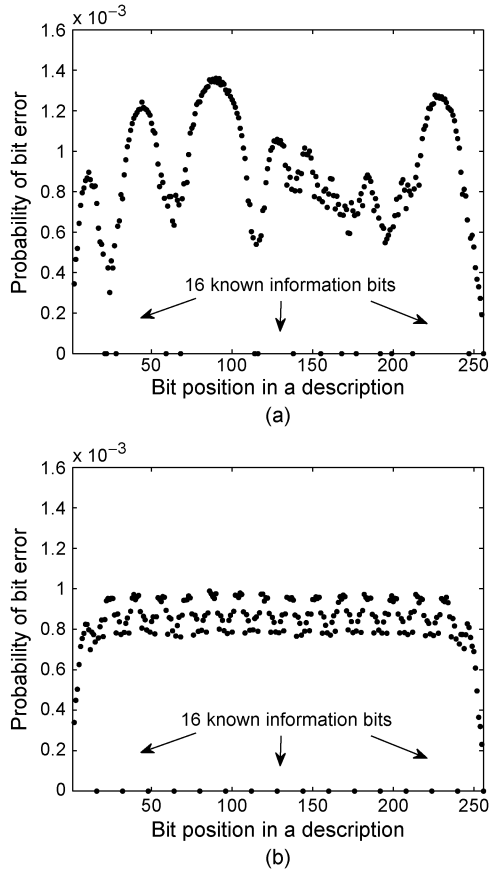 x 10⁻³
1.6
1.4
1.2
1
0.8
0.6
0.4
0.2
0
Probability of bit error
16 known information bits
50 100 150 200 250
Bit position in a description
(a)
x 10⁻³
1.6
1.4
1.2
1
0.8
0.6
0.4
0.2
0
Probability of bit error
16 known information bits
50 100 150 200 250
Bit position in a description
(b)